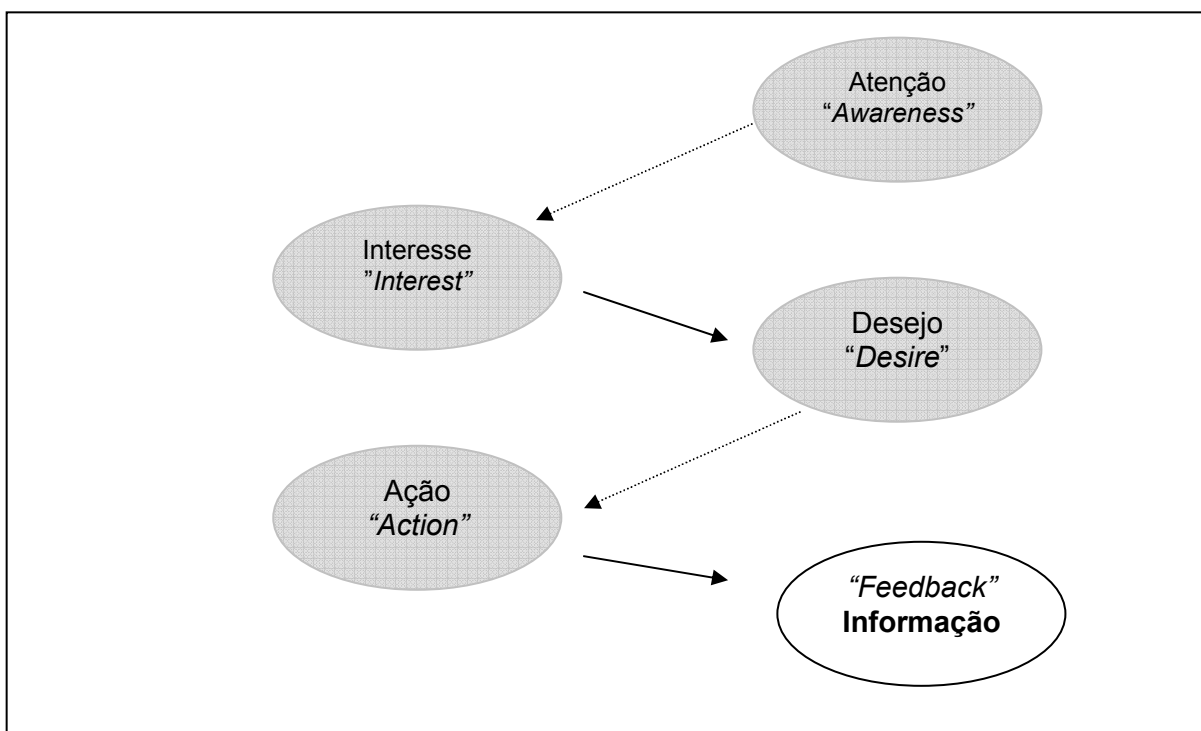 Atenção
“Awareness”
Interesse
”Interest”
Desejo
“Desire”
Ação
“Action”
“Feedback”
Informação